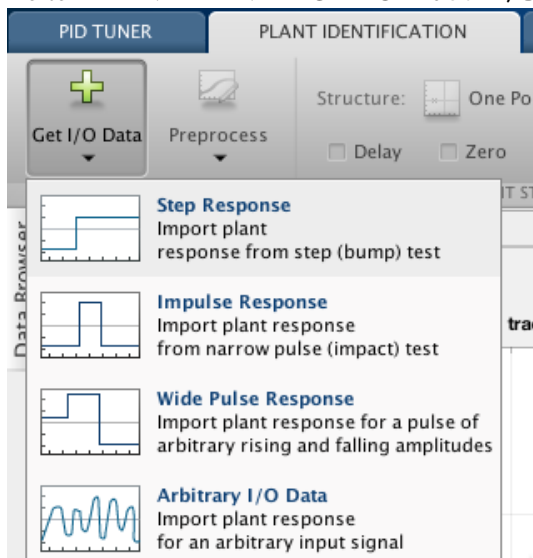 PID TUNER
PLANT IDENTIFICATION
Get I/O Data
Preprocess
Structure:
One Po
Delay
Zero
IT ST
Data Browser
Step Response
Import plant
response from step (bump) test
Impulse Response
Import plant response
from narrow pulse (impact) test
tra
Wide Pulse Response
Import plant response for a pulse of
arbitrary rising and falling amplitudes
Arbitrary I/O Data
Import plant response
for an arbitrary input signal